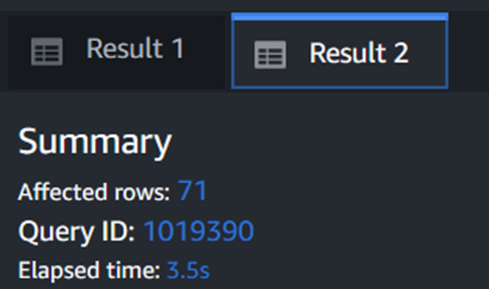 Result 1 Result 2
Summary
Affected rows: 71
Query ID: 1019390
Elapsed time: 3.5s